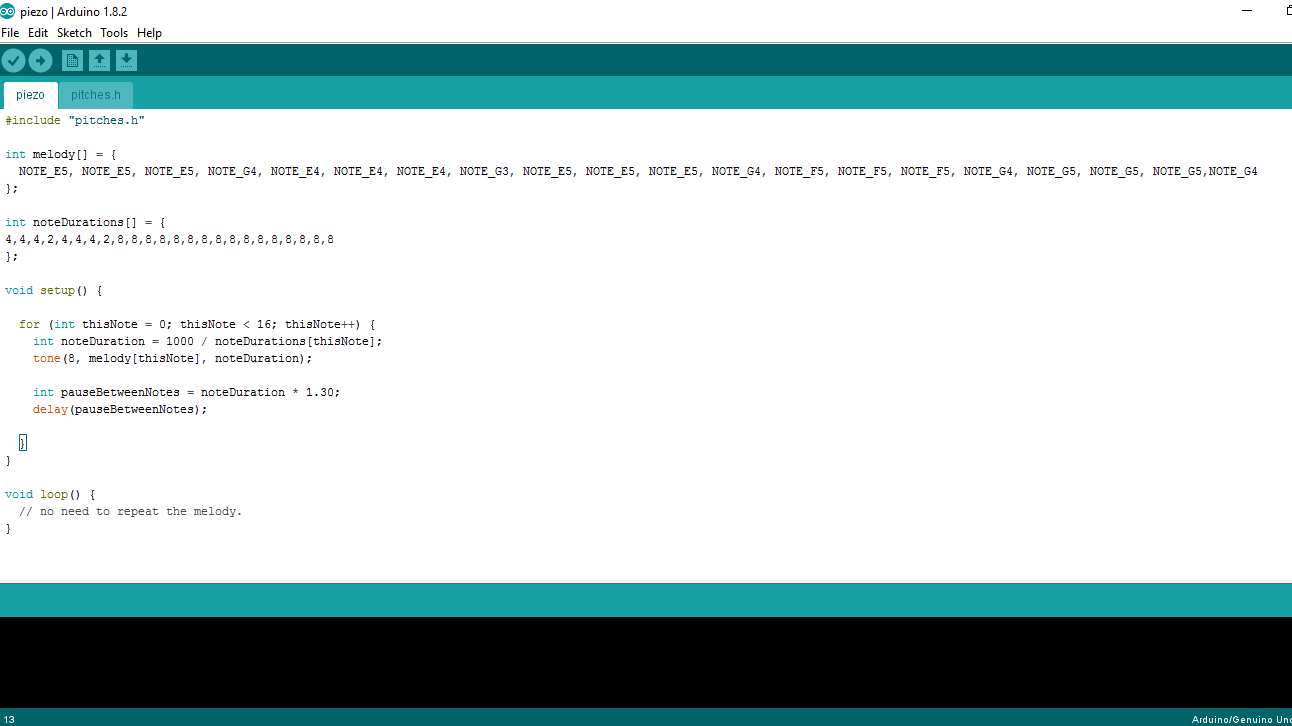 piezo | Arduino 1.8.2
File Edit Sketch Tools Help
piezo pitches.h
#include "pitches.h"
int melody[] = {
NOTE_E5, NOTE_E5, NOTE_E5, NOTE_G4, NOTE_E4, NOTE_E4, NOTE_E4, NOTE_G3, NOTE_E5, NOTE_E5, NOTE_E5, NOTE_G4, NOTE_F5, NOTE_F5, NOTE_F5, NOTE_G4, NOTE_G5, NOTE_G5, NOTE_G5,NOTE_G4
};
int noteDurations[] = {
4,4,4,2,4,4,4,2,8,8,8,8,8,8,8,8,8,8,8,8,8,8,8,8
};
void setup() {
for (int thisNote = 0; thisNote < 16; thisNote++) {
int noteDuration = 1000 / noteDurations[thisNote];
tone(8, melody[thisNote], noteDuration);
int pauseBetweenNotes = noteDuration * 1.30;
delay(pauseBetweenNotes);
}
}
void loop() {
// no need to repeat the melody.
}
13 Arduino/Genuino Uno